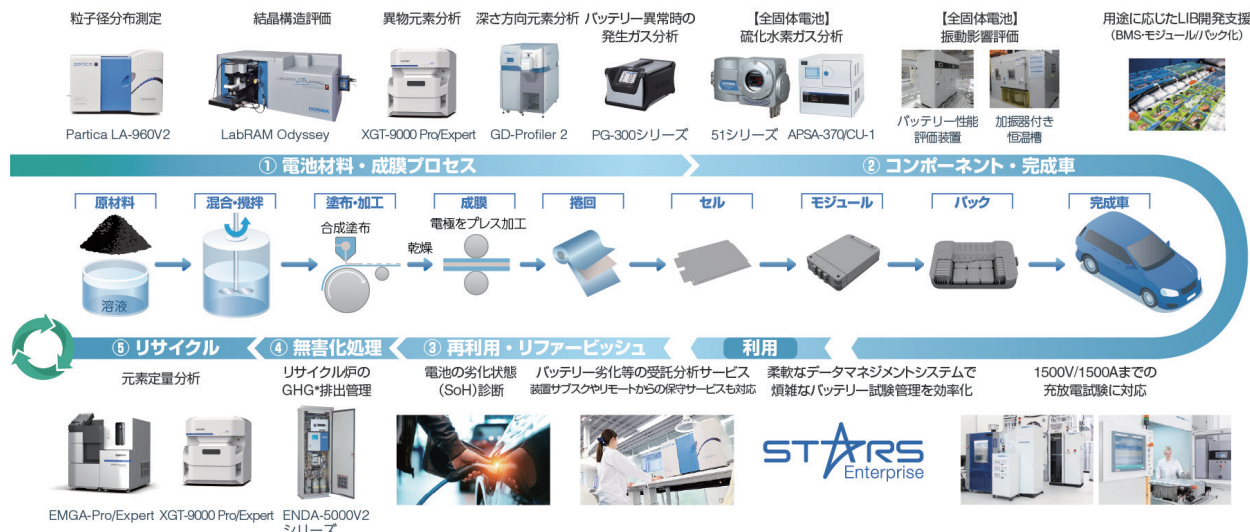 粒子径分布測定
結晶構造評価
異物元素分析
深さ方向元素分析
バッテリー異常時の
発生ガス分析
【全固体電池】
硫化水素ガス分析
【全固体電池】
振動影響評価
用途に応じたLIB開発支援
（BMS・モジュール/パック化）
Partica LA-960V2
LabRAM Odyssey
XGT-9000 Pro/Expert
GD-Profiler 2
PG-300シリーズ
51シリーズ
APSA-370/CU-1
バッテリー性能
評価装置
加振器付き
恒温槽
① 電池材料・成膜プロセス
② コンポーネント・完成車
原材料
混合・攪拌
塗布・加工
成膜
捲回
セル
モジュール
パック
完成車
合成塗布
乾燥
電極をプレス加工
溶液
⑤ リサイクル
④ 無害化処理
③ 再利用・リファービッシュ
利用
元素定量分析
リサイクル炉の
GHG*排出管理
電池の劣化状態
（SoH）診断
バッテリー劣化等の受託分析サービス
装置サブスクやリモートからの保守サービスも対応
柔軟なデータマネジメントシステムで
煩雑なバッテリー試験管理を効率化
1500V/1500Aまでの
充放電試験に対応
STARS
Enterprise
EMGA-Pro/Expert
XGT-9000 Pro/Expert
ENDA-5000V2
シリーズ